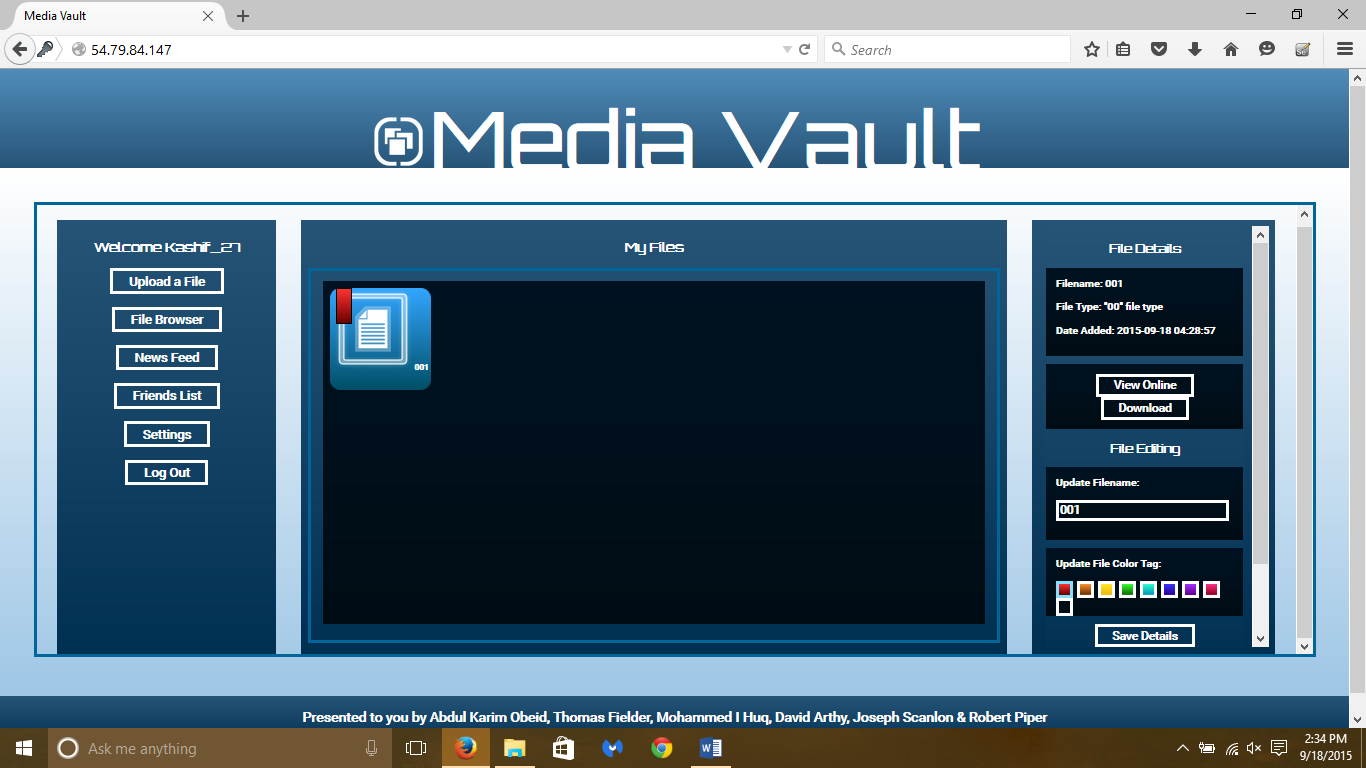 Media Vault
54.79.84.147
Search
Media Vault
Welcome Kashif_27
Upload a File
File Browser
News Feed
Friends List
Settings
Log Out
My Files
001
File Details
Filename: 001
File Type: "00" file type
Date Added: 2015-09-18 04:28:57
View Online
Download
File Editing
Update Filename:
001
Update File Color Tag:
Save Details
Presented to you by Abdul Karim Obeid, Thomas Fielder, Mohammed I Huq, David Arthy, Joseph Scanlon & Robert Piper
Ask me anything
2:34 PM
9/18/2015